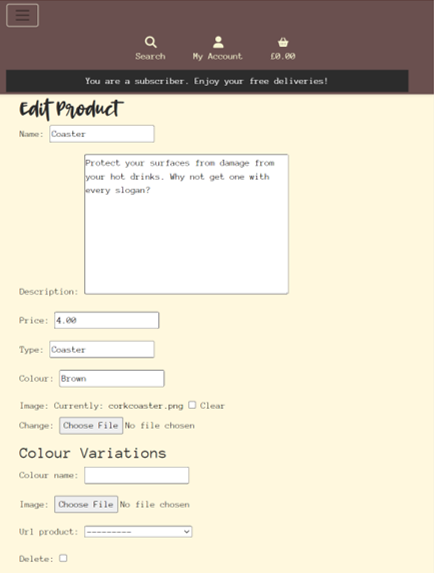 Search My Account £0.00
You are a subscriber. Enjoy your free deliveries!
Edit Product
Name: Coaster
Protect your surfaces from damage from
your hot drinks. Why not get one with
every slogan?
Description:
Price: 4.00
Type: Coaster
Colour: Brown
Image: Currently: corkcoaster.png Clear
Change: Choose File No file chosen
Colour Variations
Colour name:
Image: Choose File No file chosen
Url product: ---------
Delete: